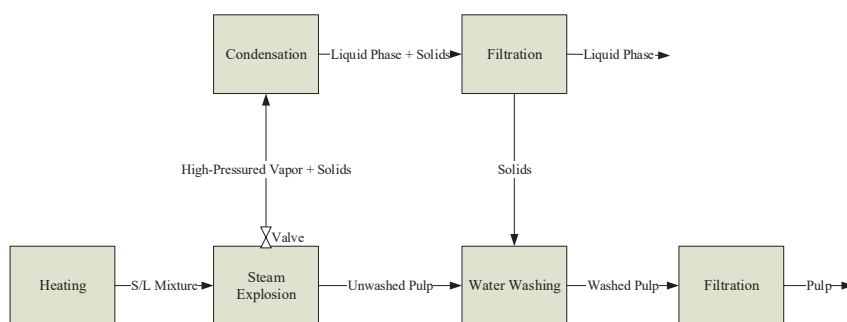 Condensation
Liquid Phase + Solids
Filtration
Liquid Phase
High-Pressured Vapor + Solids
Solids
Valve
Heating
S/L Mixture
Steam
Explosion
Unwashed Pulp
Water Washing
Washed Pulp
Filtration
Pulp